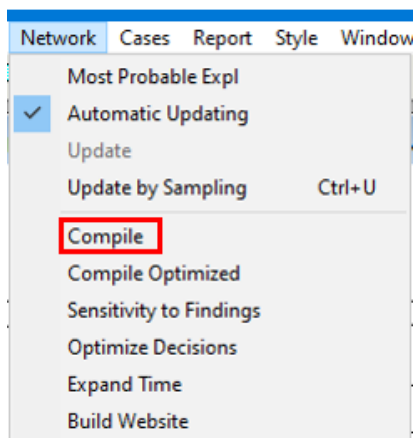 Network Cases Report Style Window
Most Probable Expl
Automatic Updating
Update
Update by Sampling Ctrl+U
Compile
Compile Optimized
Sensitivity to Findings
Optimize Decisions
Expand Time
Build Website